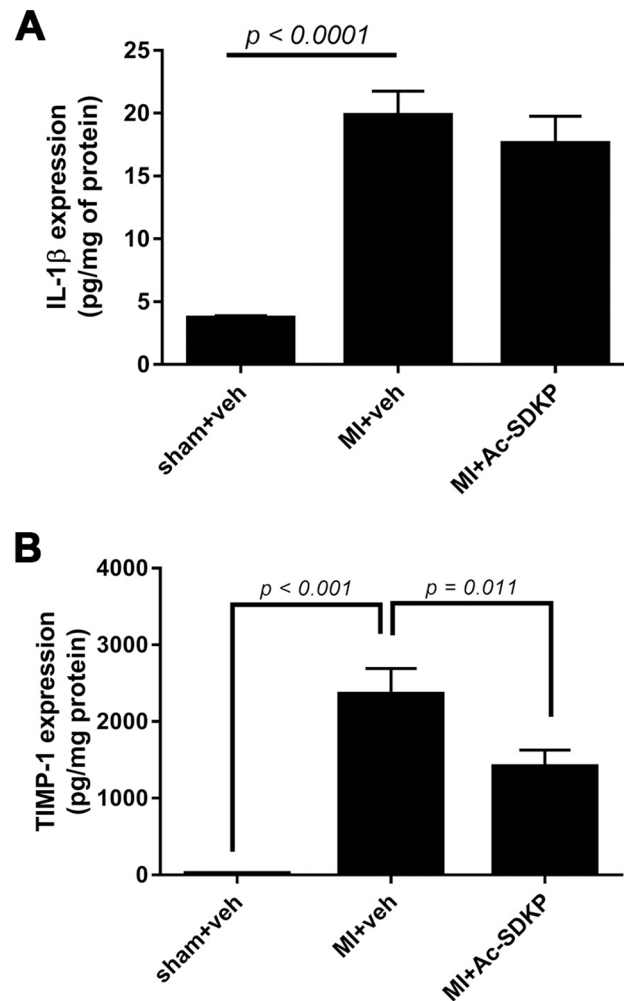 A
p < 0.0001
IL-1β expression
(pg/mg of protein)
25
20
15
10
5
0
sham+veh
MI+veh
MI+Ac-SDKP
B
p < 0.001
p = 0.011
TIMP-1 expression
(pg/mg protein)
4000
3000
2000
1000
0
sham+veh
MI+veh
MI+Ac-SDKP